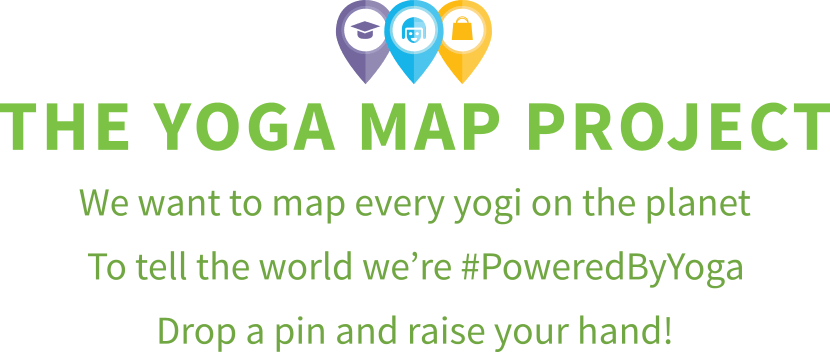 THE YOGA MAP PROJECT
We want to map every yogi on the planet
To tell the world we’re #PoweredByYoga
Drop a pin and raise your hand!